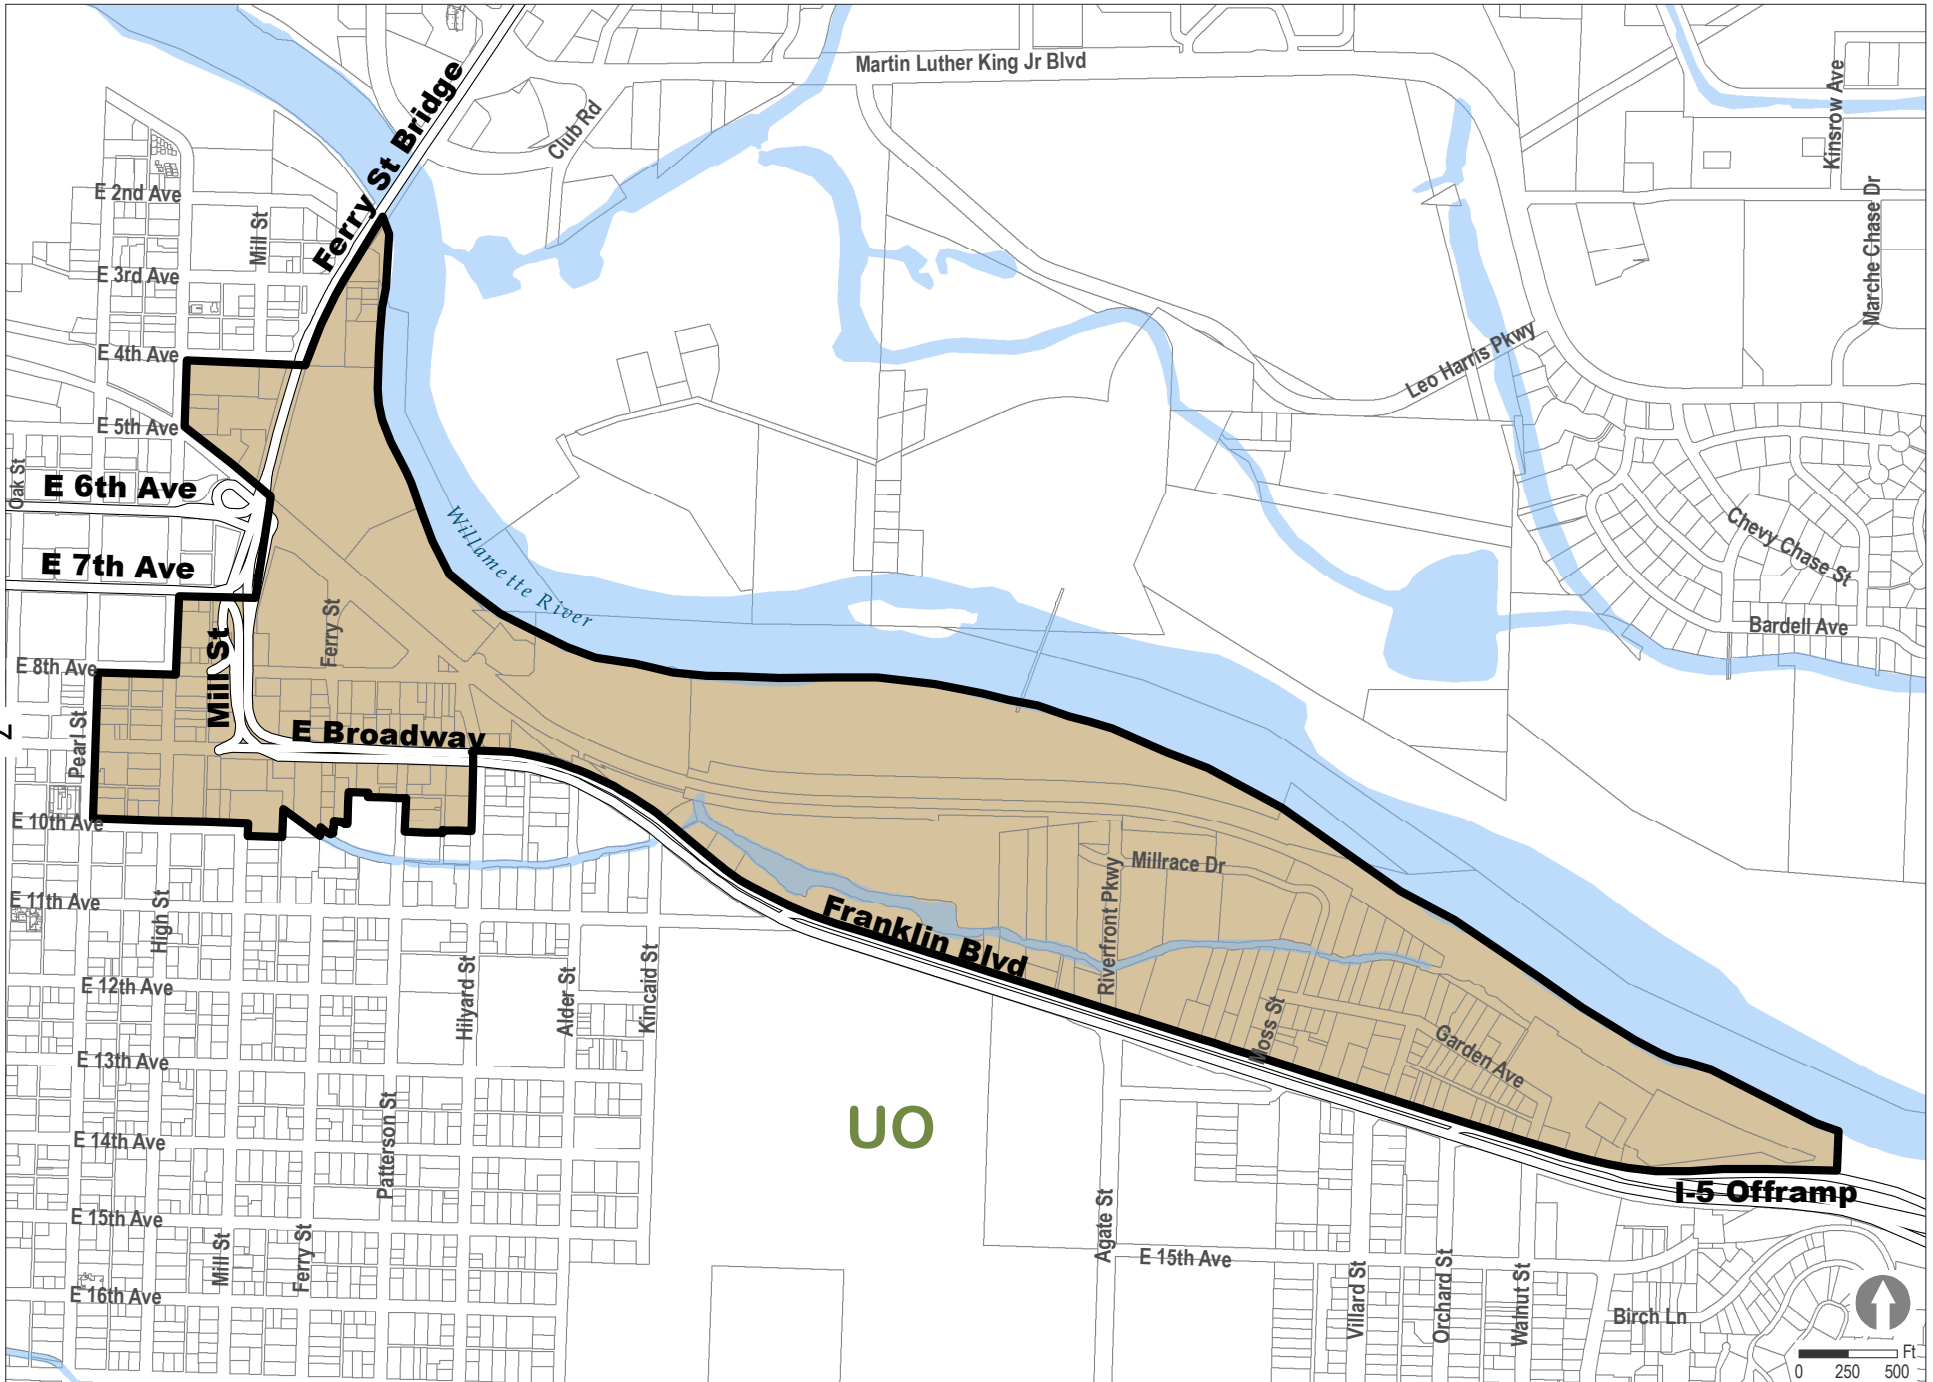 Martin Luther King Jr Blvd
Ferry St Bridge
Club Rd
Kinsrow Ave
E 2nd Ave
Mill St
Marche Chase Dr
E 3rd Ave
E 4th Ave
Leo Harris Pkwy
E 5th Ave
Oak St
E 6th Ave
Willamette River
Chevy Chase St
E 7th Ave
Ferry St
Bardell Ave
E 8th Ave
Mill St
Pearl St
E Broadway
E 10th Ave
Millrace Dr
Riverfront Pkwy
E 11th Ave
High St
Franklin Blvd
E 12th Ave
Hilyard St
Alder St
Kincaid St
Moss St
Garden Ave
E 13th Ave
UO
E 14th Ave
Patterson St
I-5 Offramp
E 15th Ave
Agate St
E 15th Ave
Mill St
Ferry St
Villard St
Orchard St
Walnut St
E 16th Ave
Birch Ln
Ft
0 250 500